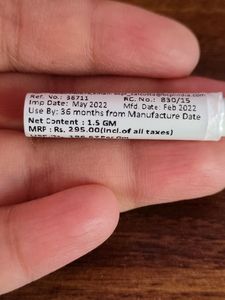 Ref. No.: 36711 RC. No.: 830/15
Imp Date: May 2022 Mfd. Date: Feb 2022
Use By: 36 months from Manufacture Date
Net Content : 1.5 GM
MRP : Rs. 295.00(Incl.of all taxes)